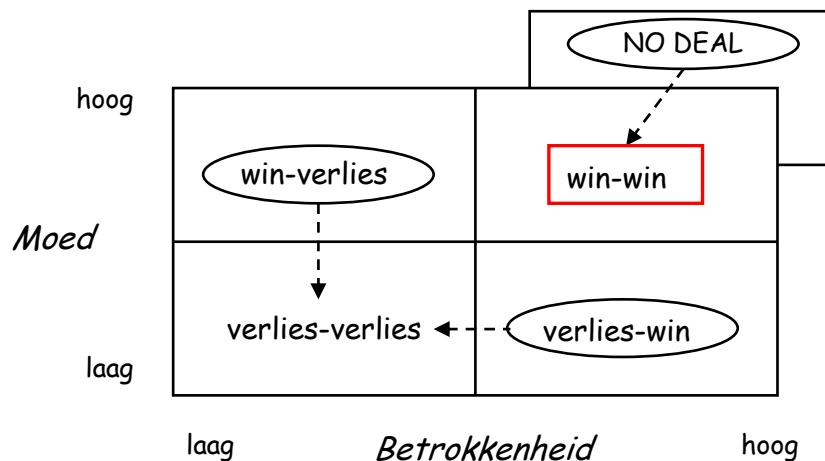 NO DEAL
hoog
win-verlies
win-win
Moed
verlies-verlies
verlies-win
laag
laag
Betrokkenheid
hoog